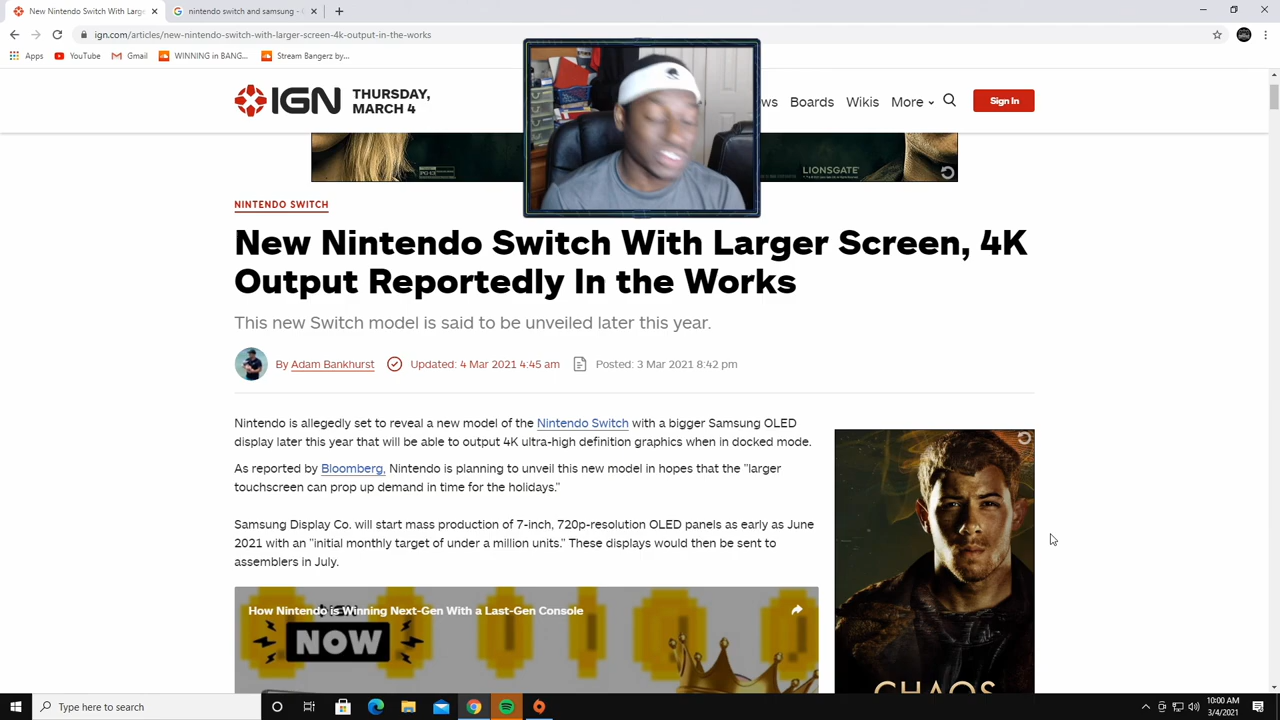 New Nintendo Switch With Larger
Samsung to Supply
ign.com/articles/new-nintendo-switch-with-larger-screen-4k-output-in-the-works
Apps
YouTube
Gmail
WINNING in BANG...
Stream Bangerz by...
IGN
THURSDAY,
MARCH 4
Boards
Wikis
More
Sign In
LIONSGATE
NINTENDO SWITCH
New Nintendo Switch With Larger Screen, 4K
Output Reportedly In the Works
This new Switch model is said to be unveiled later this year.
By Adam Bankhurst
Updated: 4 Mar 2021 4:45 am
Posted: 3 Mar 2021 8:42 pm
Nintendo is allegedly set to reveal a new model of the Nintendo Switch with a bigger Samsung OLED
display later this year that will be able to output 4K ultra-high definition graphics when in docked mode.
As reported by Bloomberg, Nintendo is planning to unveil this new model in hopes that the "larger
touchscreen can prop up demand in time for the holidays."
Samsung Display Co. will start mass production of 7-inch, 720p-resolution OLED panels as early as June
2021 with an "initial monthly target of under a million units." These displays would then be sent to
assemblers in July.
How Nintendo is Winning Next-Gen With a Last-Gen Console
NOW
CHAOS
Type here to search
10:00 AM
3/4/2021